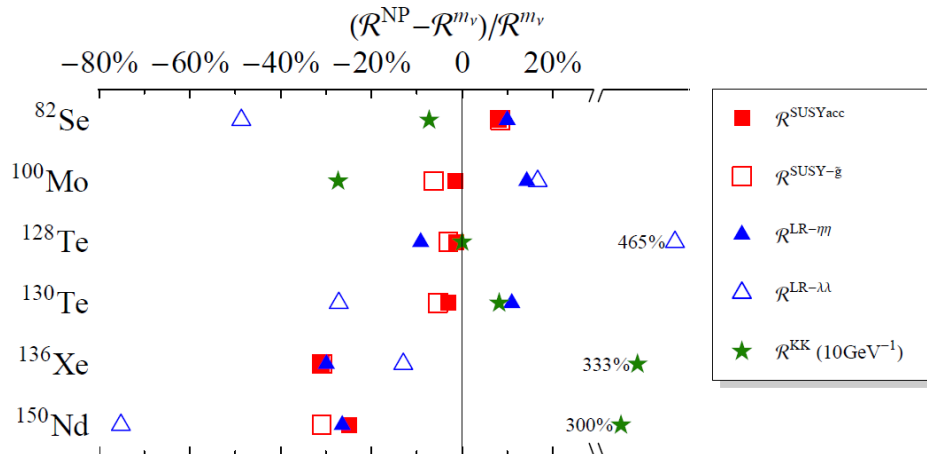 (ℛ^NP −ℛ^mν)/ℛ^mν
−80% −60% −40% −20% 0 20%
⁸²Se
¹⁰⁰Mo
¹²⁸Te 465%
¹³⁰Te
¹³⁶Xe 333%
¹⁵⁰Nd 300%
ℛ^SUSYacc
ℛ^SUSY−g̃
ℛ^LR−ηη
ℛ^LR−λλ
ℛ^KK (10GeV⁻¹)